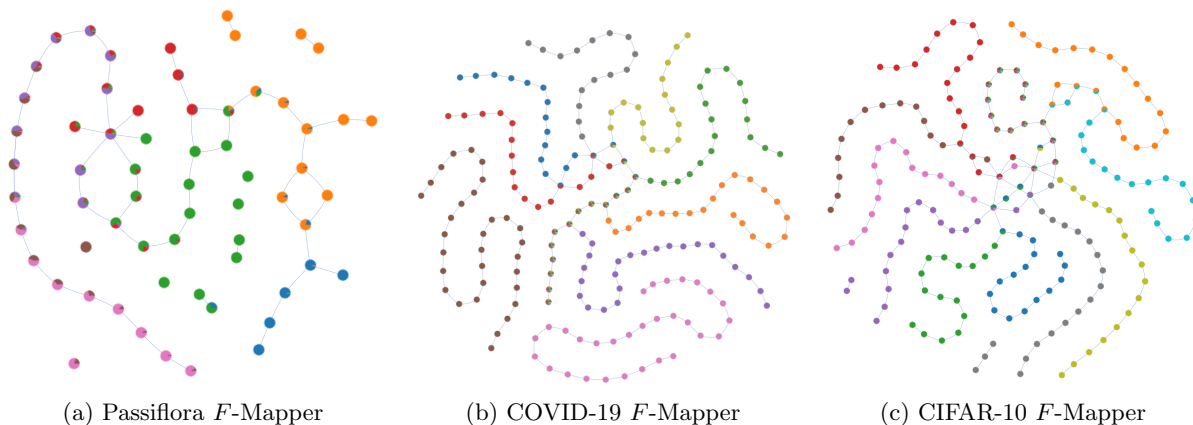 (a) Passiflora F-Mapper
(b) COVID-19 F-Mapper
(c) CIFAR-10 F-Mapper